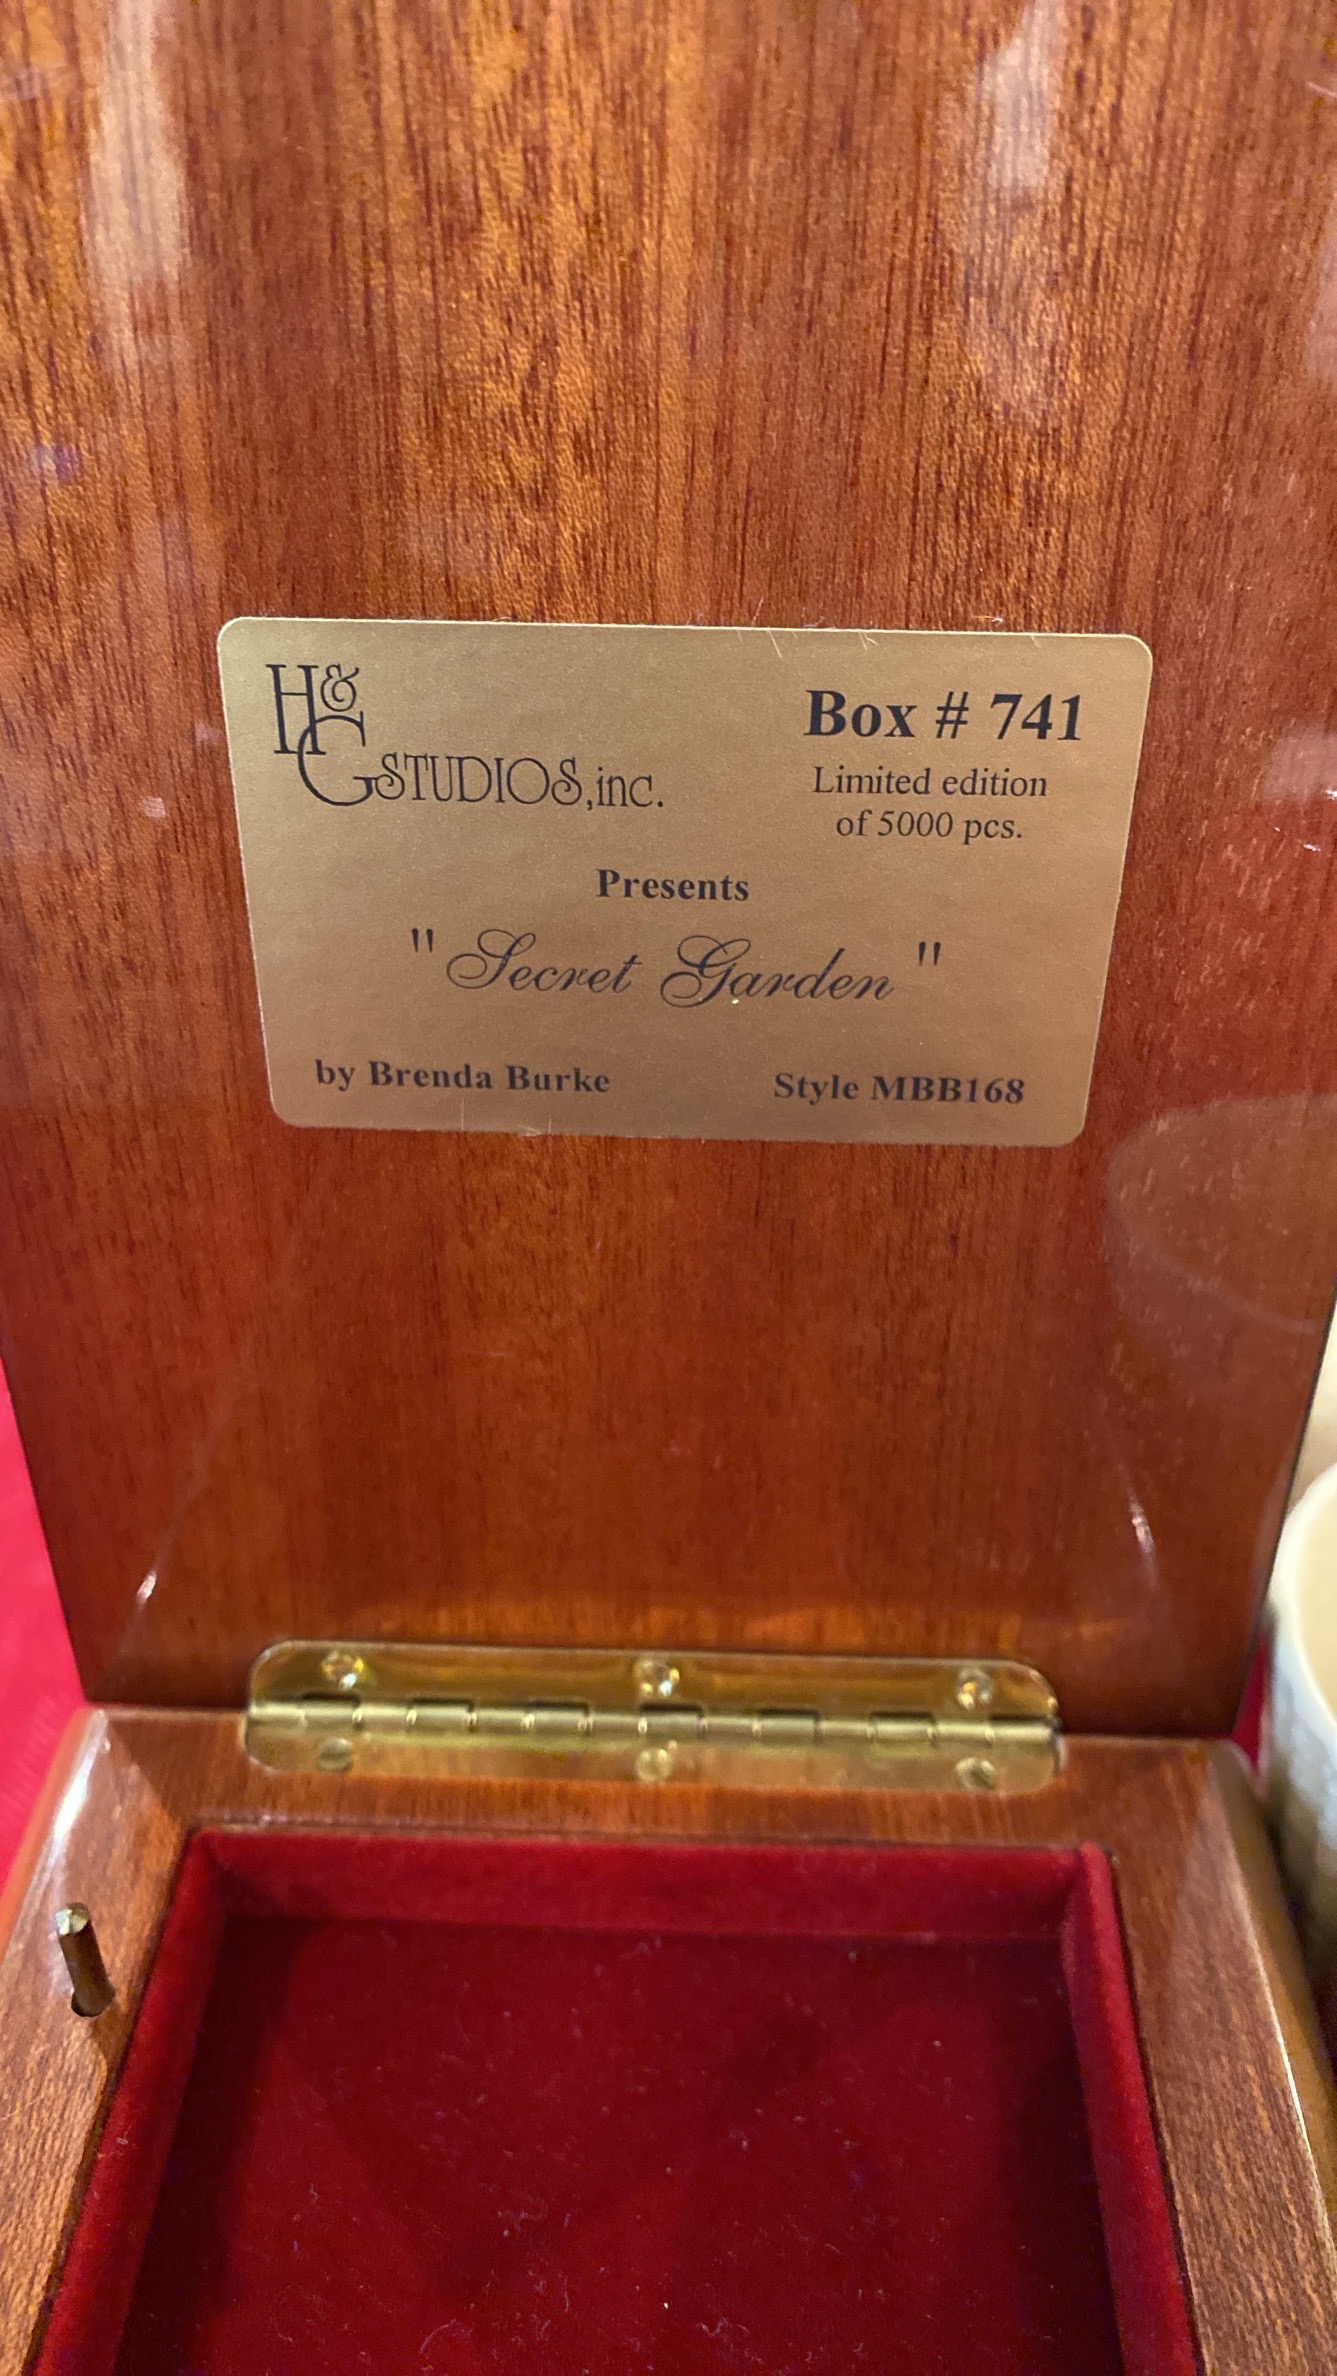 H&G STUDIOS, inc.
Box # 741
Limited edition
of 5000 pcs.
Presents
"Secret Garden"
by Brenda Burke
Style MBB168